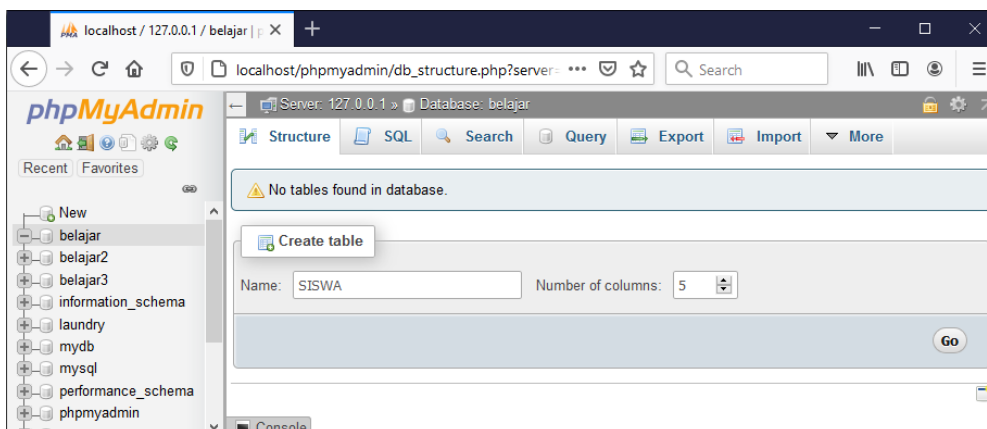 localhost / 127.0.0.1 / belajar | p
localhost/phpmyadmin/db_structure.php?server=
Search
phpMyAdmin
Recent Favorites
New
belajar
belajar2
belajar3
information_schema
laundry
mydb
mysql
performance_schema
phpmyadmin
Server: 127.0.0.1 » Database: belajar
Structure SQL Search Query Export Import More
No tables found in database.
Create table
Name: SISWA Number of columns: 5
Go
Console